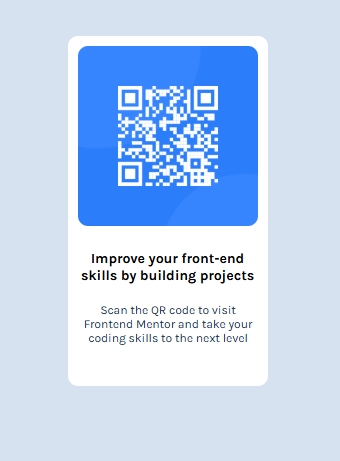 Improve your front-end
skills by building projects
Scan the QR code to visit
Frontend Mentor and take your
coding skills to the next level